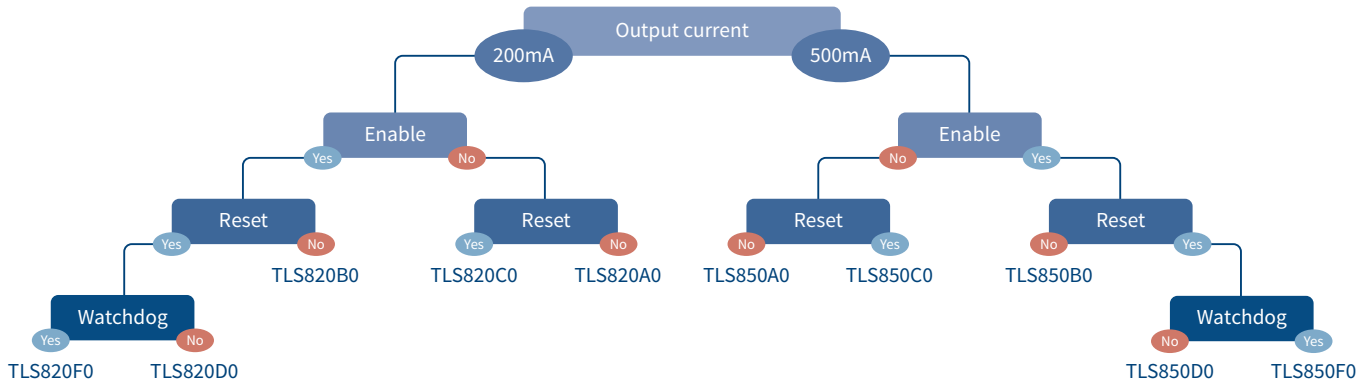 Output current
200mA
500mA
Enable
Enable
Yes
No
No
Yes
Reset
Reset
Reset
Reset
Yes
No
Yes
No
No
Yes
No
Yes
TLS820B0
TLS820C0
TLS820A0
TLS850A0
TLS850C0
TLS850B0
Watchdog
Watchdog
Yes
No
No
Yes
TLS820F0
TLS820D0
TLS850D0
TLS850F0